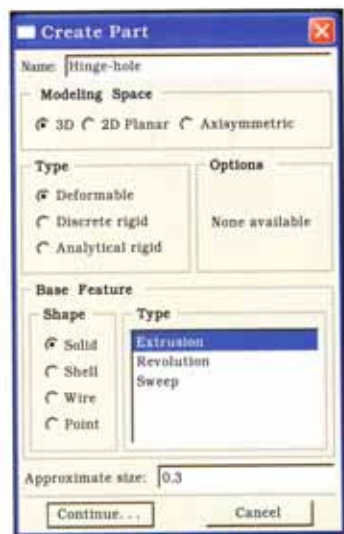 Create Part
Name: Hinge-hole
Modeling Space
3D 2D Planar Axisymmetric
Type
Deformable
Discrete rigid
Analytical rigid
Options
None available
Base Feature
Shape
Solid
Shell
Wire
Point
Type
Extrusion
Revolution
Sweep
Approximate size: 0.3
Continue...
Cancel